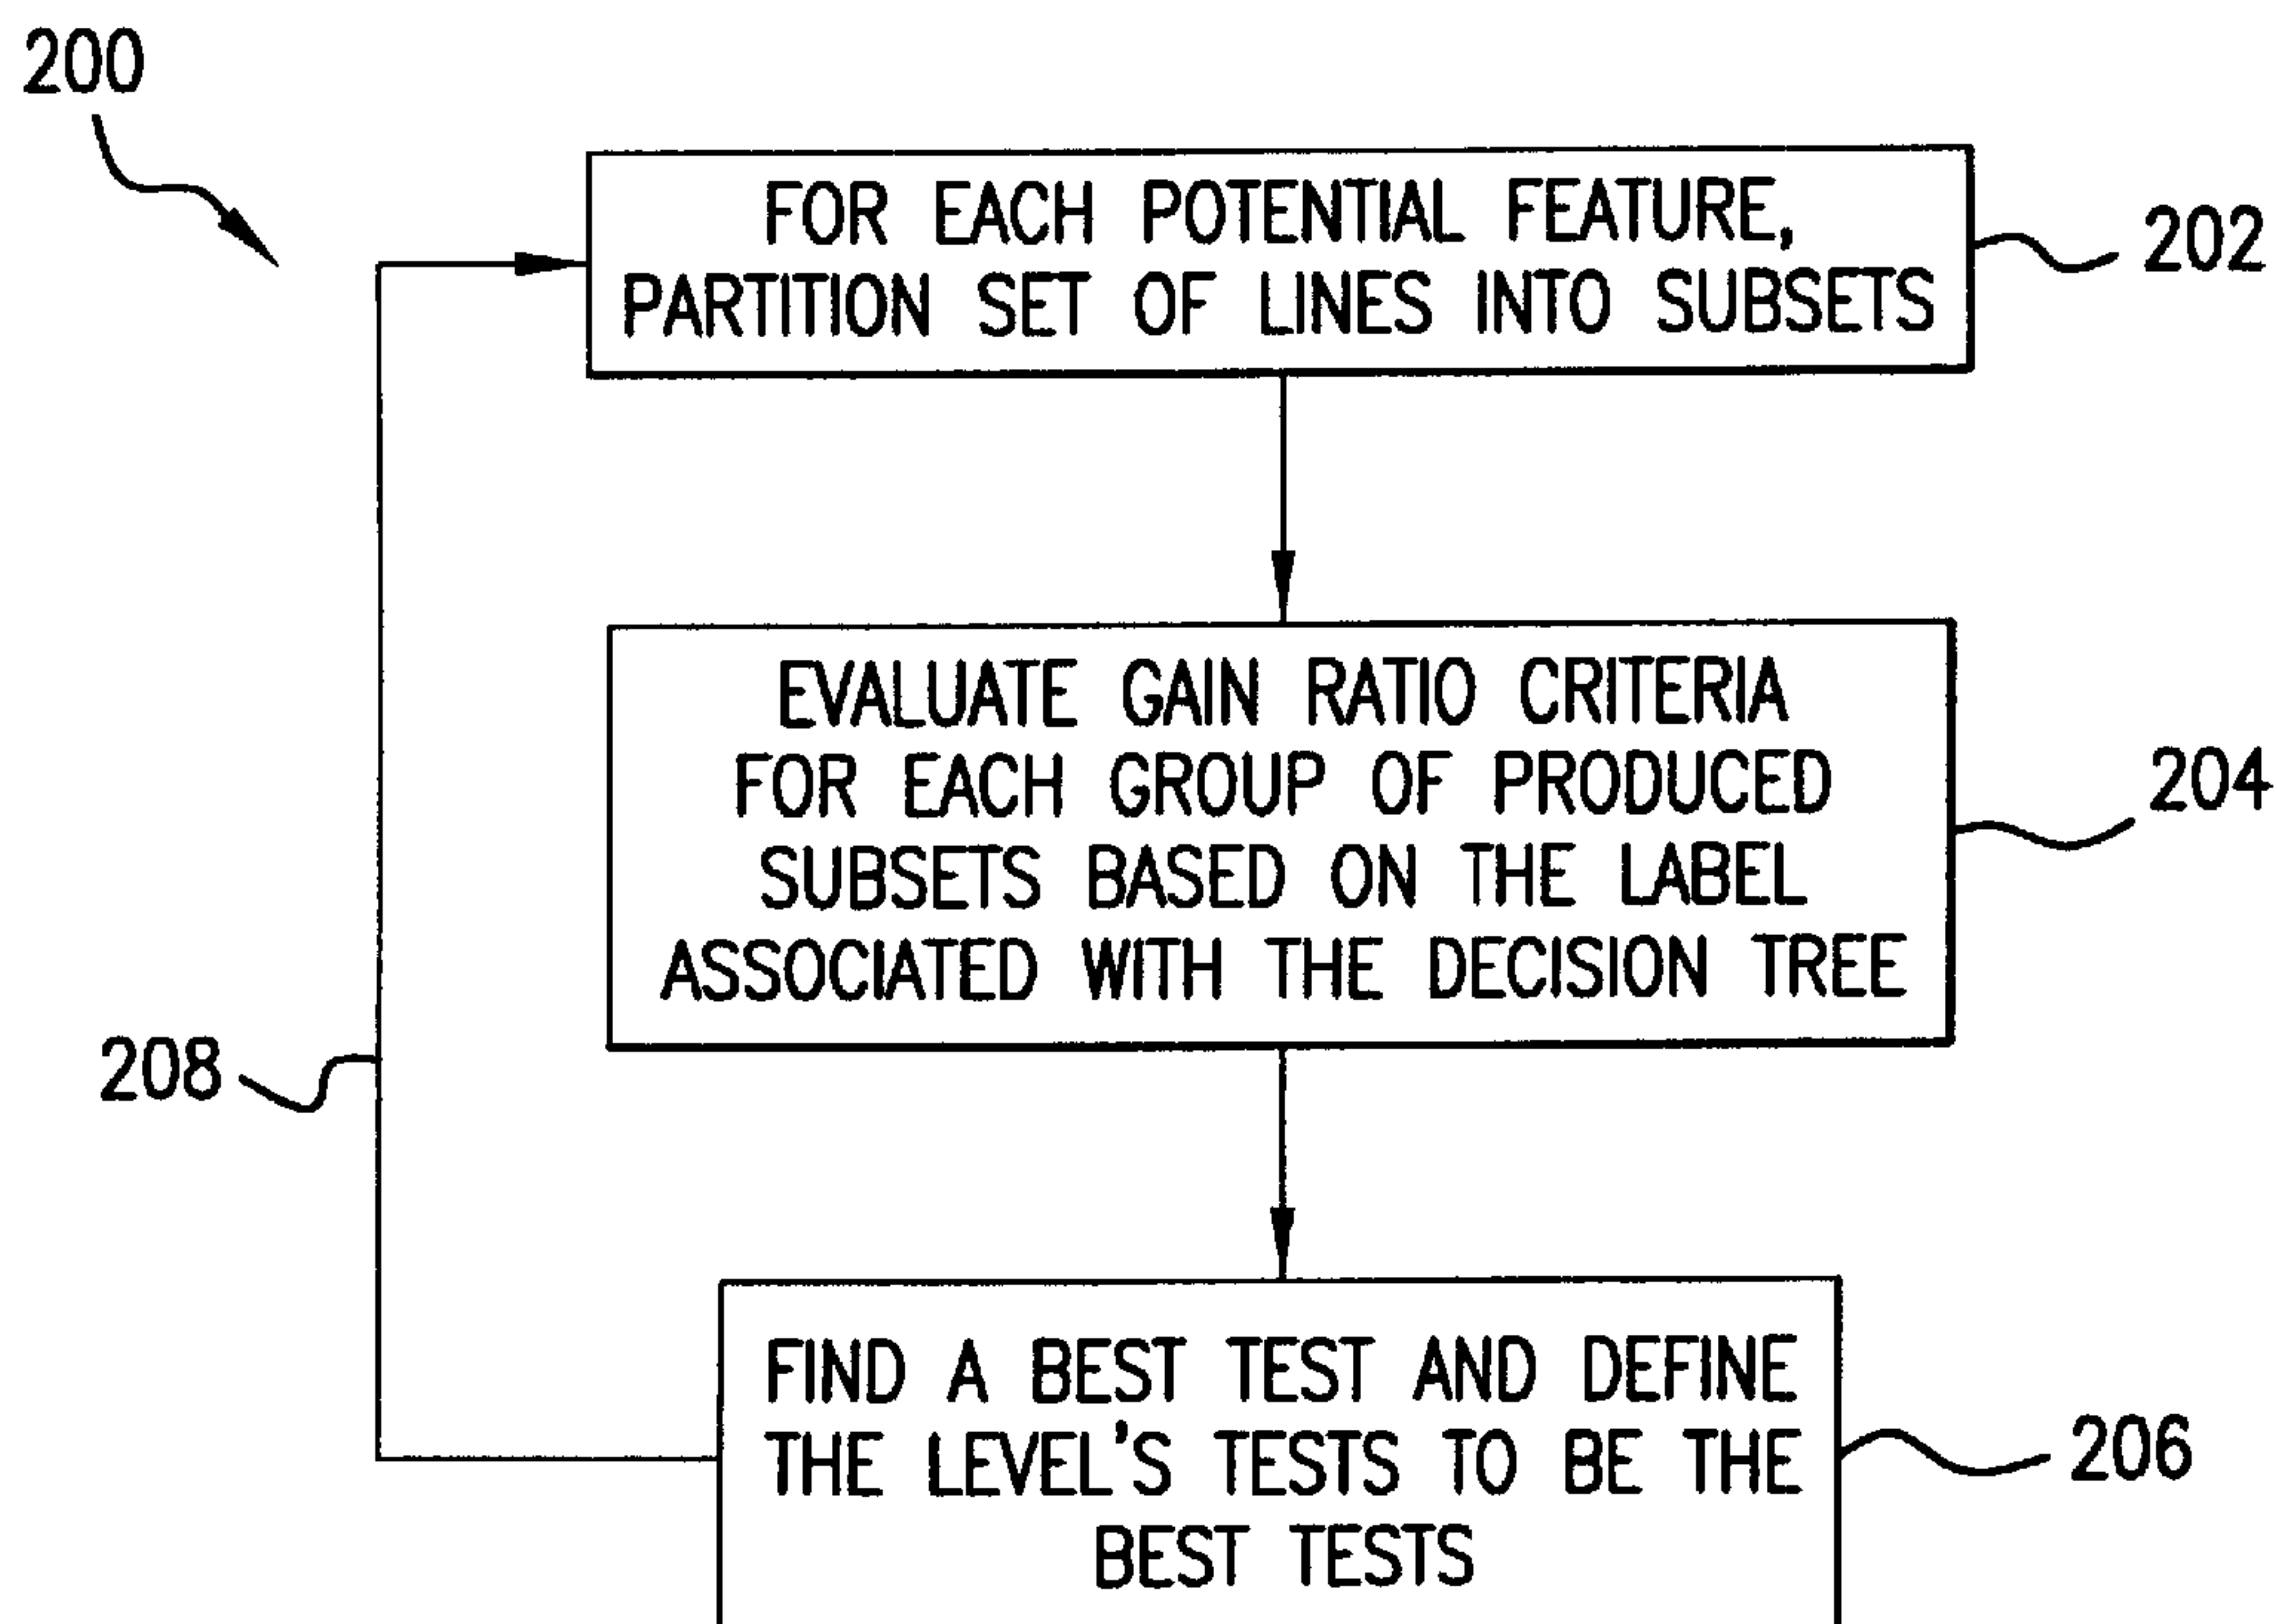 200
FOR EACH POTENTIAL FEATURE,
PARTITION SET OF LINES INTO SUBSETS
202
EVALUATE GAIN RATIO CRITERIA
FOR EACH GROUP OF PRODUCED
SUBSETS BASED ON THE LABEL
ASSOCIATED WITH THE DECISION TREE
204
208
FIND A BEST TEST AND DEFINE
THE LEVEL'S TESTS TO BE THE
BEST TESTS
206